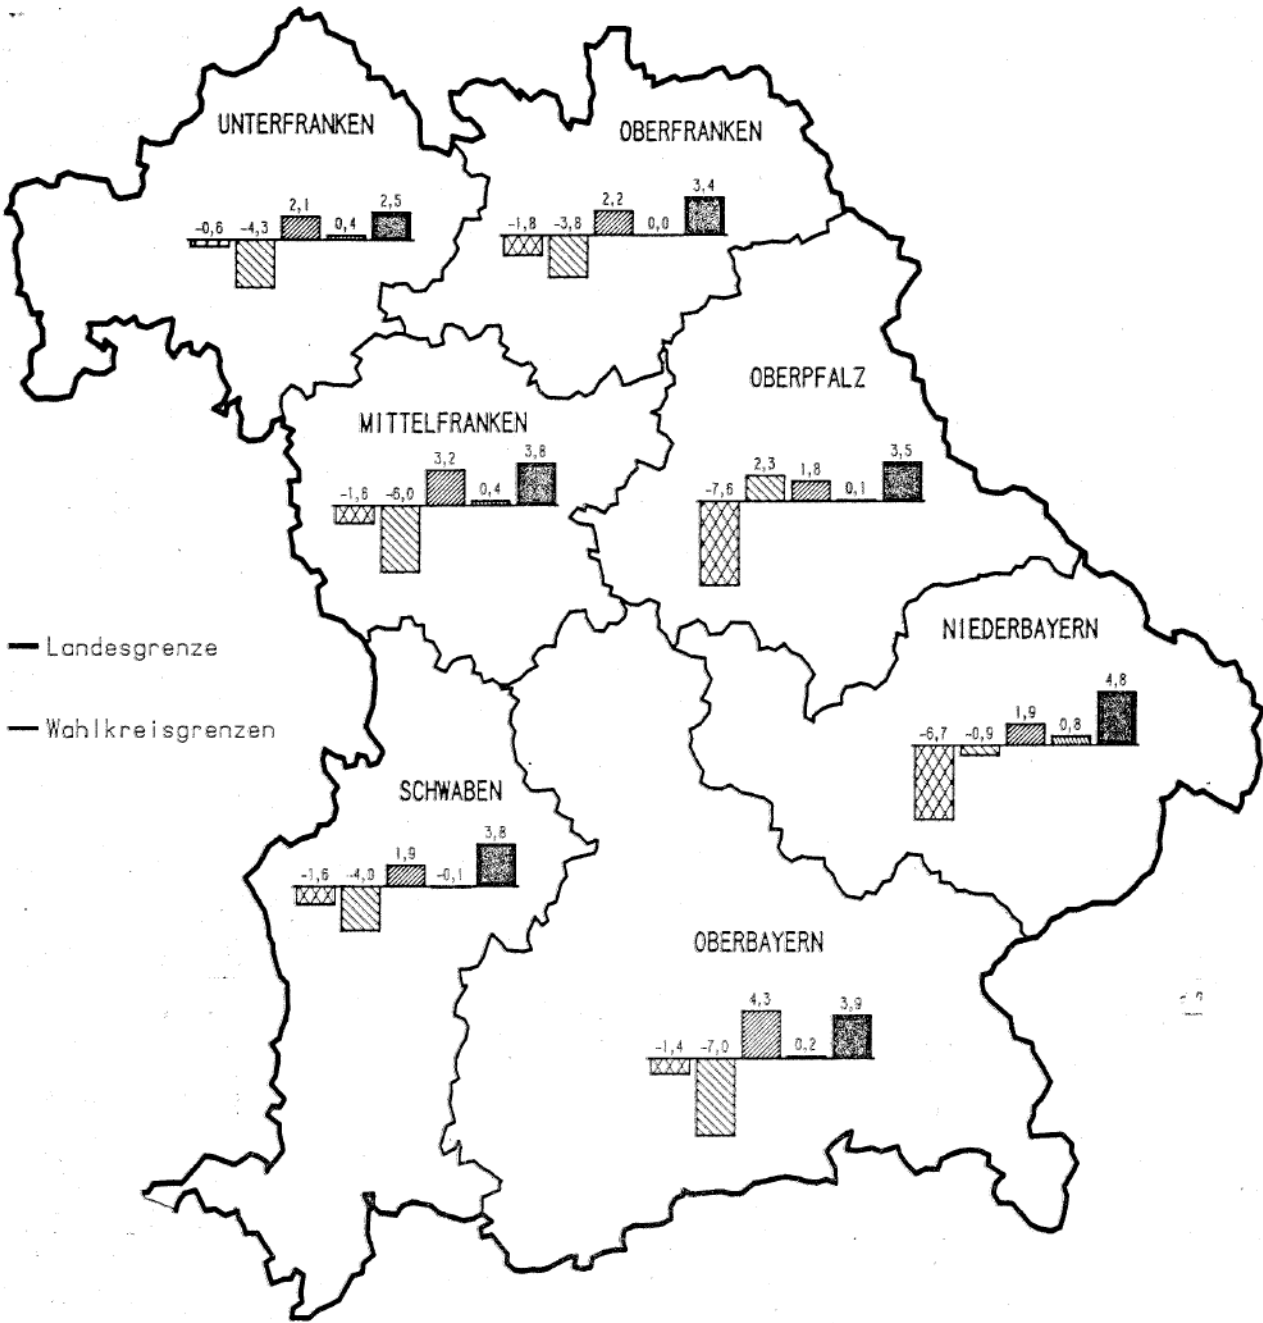 UNTERFRANKEN
-0,6 -4,3 2,1 0,4 2,5
OBERFRANKEN
-1,8 -3,8 2,2 0,0 3,4
MITTELFRANKEN
-1,6 -6,0 3,2 0,4 3,8
OBERPFALZ
-7,6 2,3 1,8 0,1 3,5
NIEDERBAYERN
-6,7 -0,9 1,9 0,8 4,8
Landesgrenze
Wahlkreisgrenzen
SCHWABEN
-1,6 -4,0 1,9 -0,1 3,8
OBERBAYERN
-1,4 -7,0 4,3 0,2 3,9